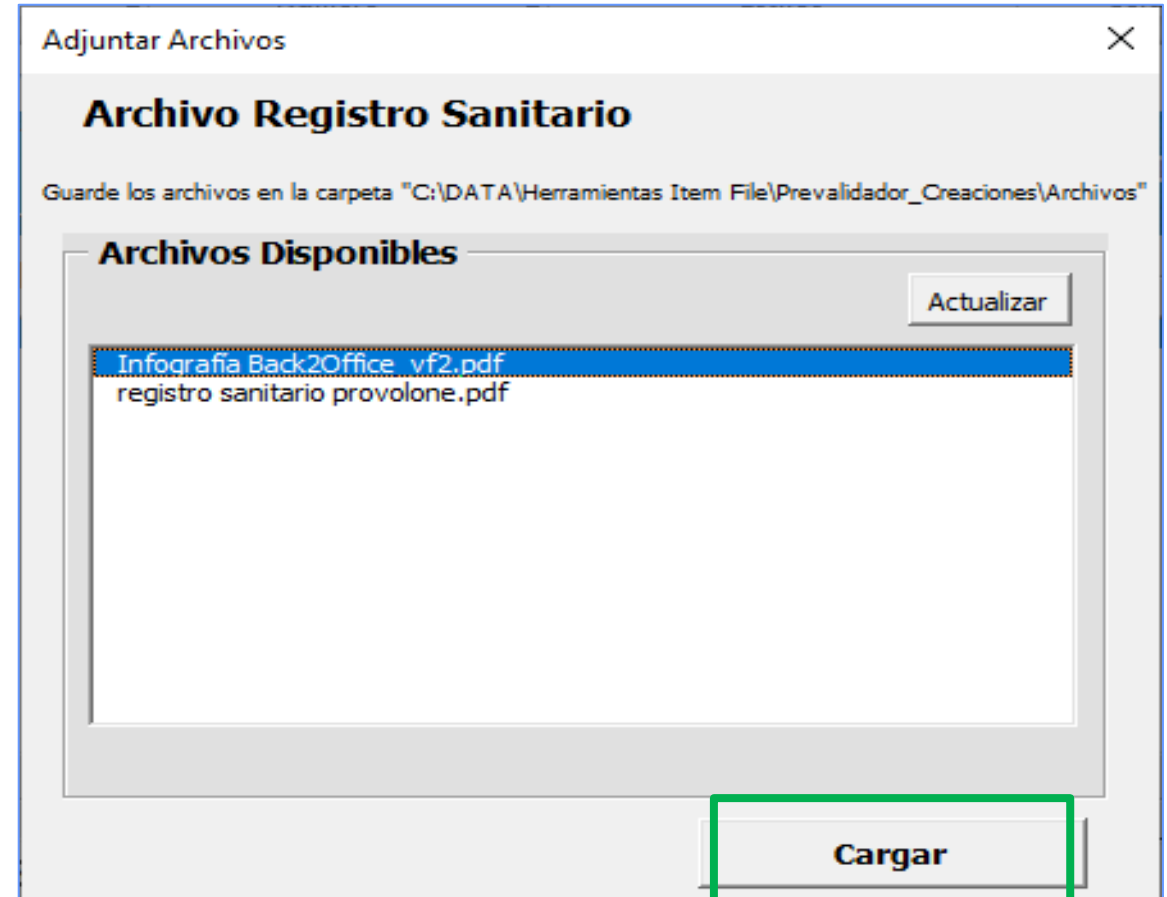 Adjuntar Archivos
Archivo Registro Sanitario
Guarde los archivos en la carpeta "C:\DATA\Herramientas Item File\Prevalidador_Creaciones\Archivos"
Archivos Disponibles
Actualizar
Infografía Back2Office_vf2.pdf
registro sanitario provolone.pdf
Cargar